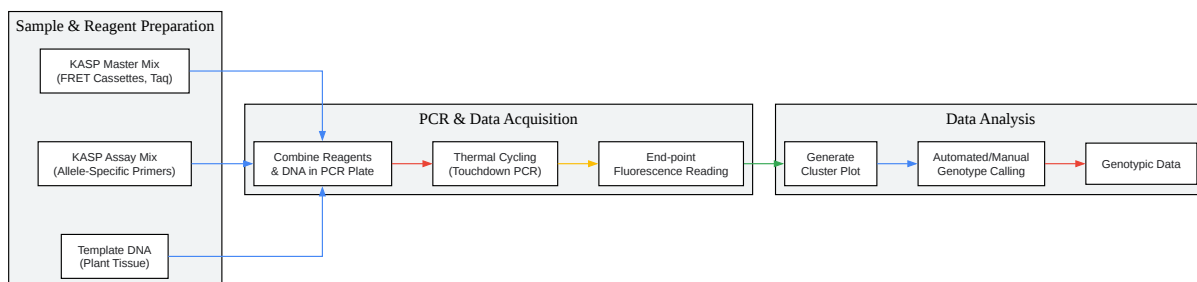 Sample & Reagent Preparation
KASP Master Mix
(FRET Cassettes, Taq)
KASP Assay Mix
(Allele-Specific Primers)
Template DNA
(Plant Tissue)
PCR & Data Acquisition
Combine Reagents
& DNA in PCR Plate
Thermal Cycling
(Touchdown PCR)
End-point
Fluorescence Reading
Data Analysis
Generate
Cluster Plot
Automated/Manual
Genotype Calling
Genotypic Data